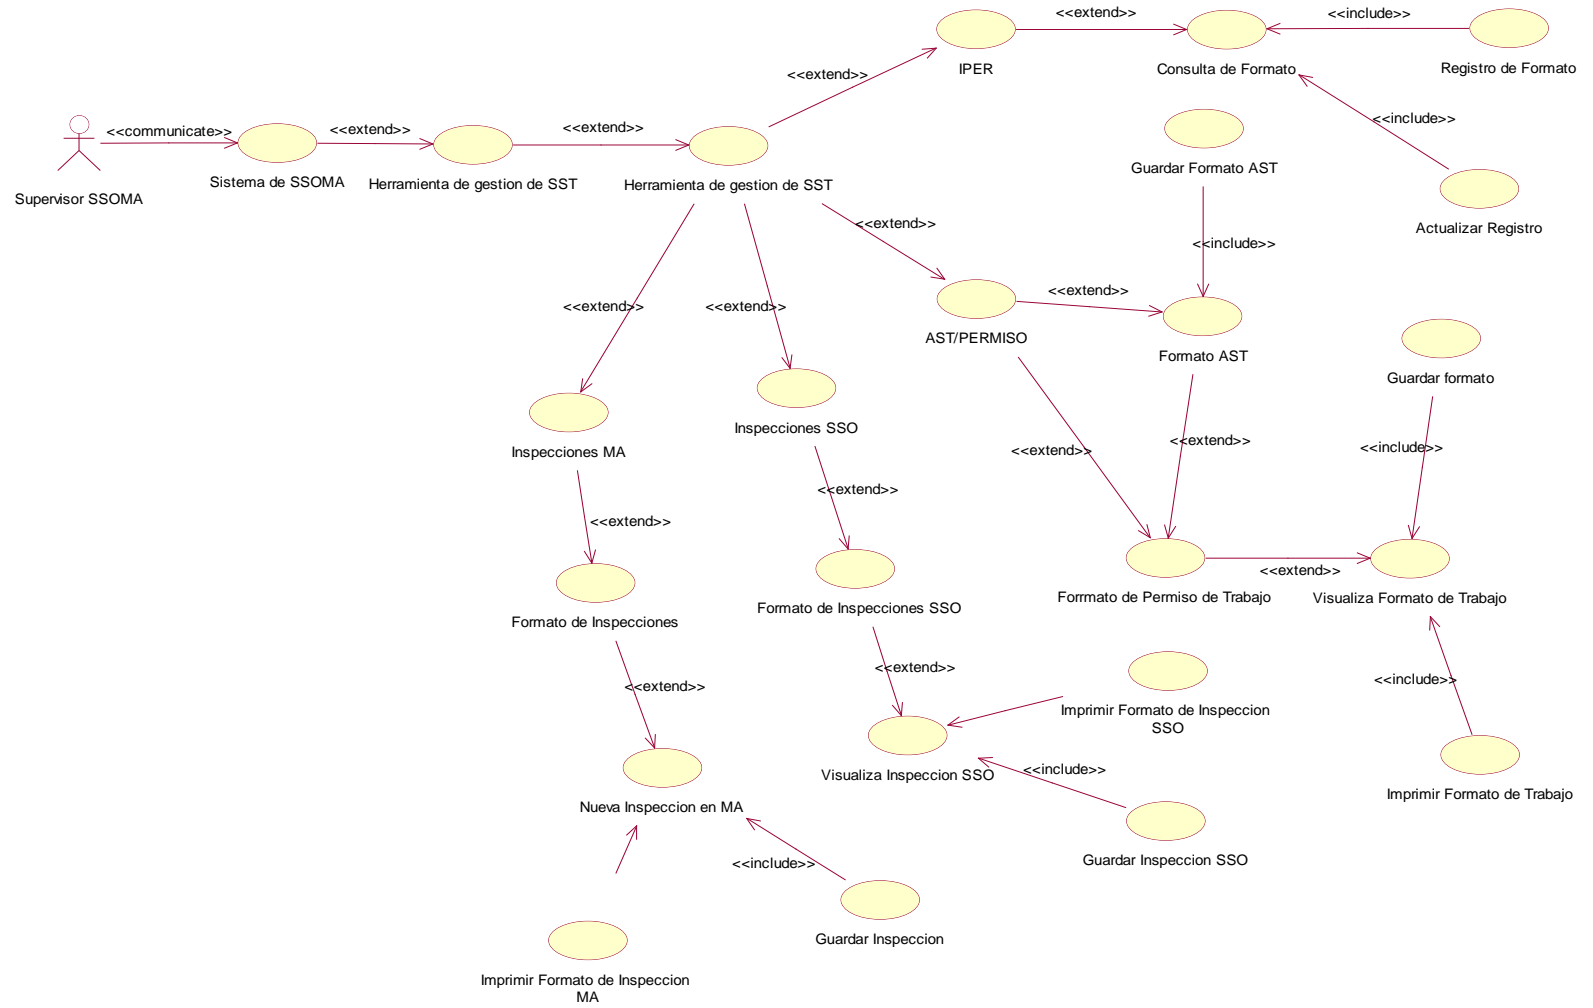 <<extend>>
<<include>>
IPER
Consulta de Formato
Registro de Formato
<<extend>>
<<communicate>>
<<extend>>
<<extend>>
<<include>>
Supervisor SSOMA
Sistema de SSOMA
Herramienta de gestion de SST
Herramienta de gestion de SST
Guardar Formato AST
Actualizar Registro
<<extend>>
<<include>>
<<extend>>
<<extend>>
<<extend>>
AST/PERMISO
Formato AST
Guardar formato
Inspecciones MA
Inspecciones SSO
<<extend>>
<<extend>>
<<include>>
<<extend>>
<<extend>>
<<extend>>
Formato de Inspecciones
Formato de Inspecciones SSO
Forrmato de Permiso de Trabajo
Visualiza Formato de Trabajo
<<extend>>
<<extend>>
<<include>>
Imprimir Formato de Inspeccion
SSO
Visualiza Inspeccion SSO
<<include>>
Imprimir Formato de Trabajo
Nueva Inspeccion en MA
<<include>>
Guardar Inspeccion SSO
Guardar Inspeccion
Imprimir Formato de Inspeccion
MA